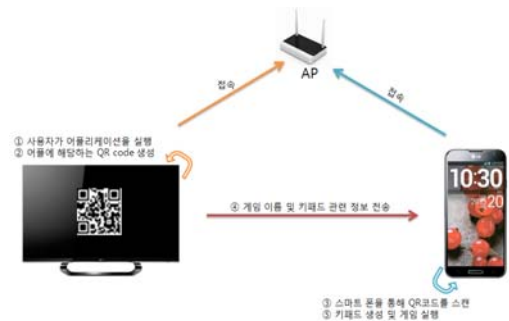 AP
접속
접속
① 사용자가 어플리케이션을 실행
② 어플에 해당하는 QR code 생성
④ 게임 이름 및 키패드 관련 정보 전송
LG
10:30
20
③ 스마트 폰을 통해 QR코드를 스캔
⑤ 키패드 생성 및 게임 실행